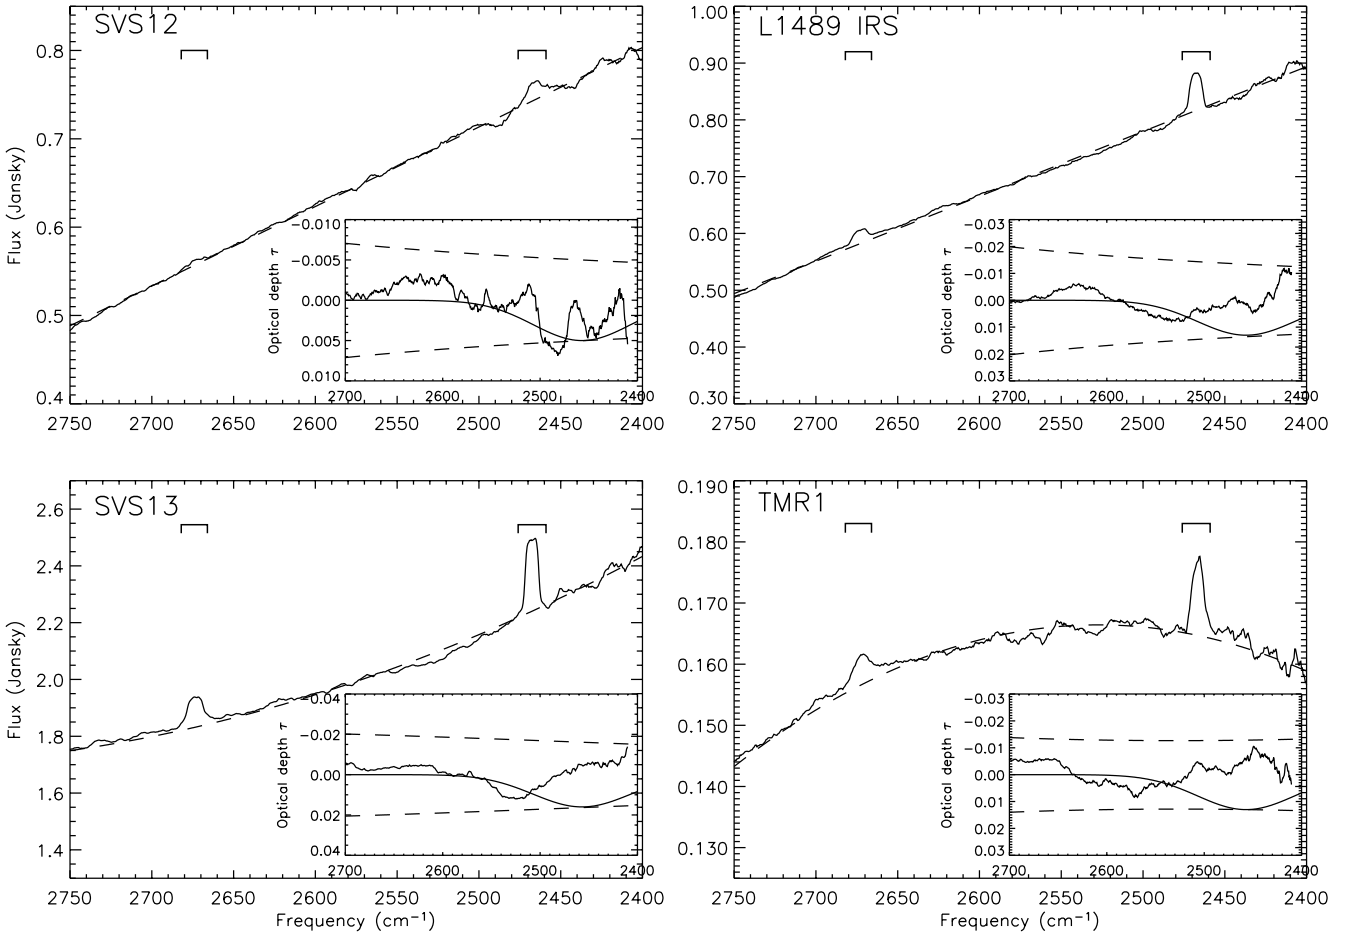 SVS12
Flux (Jansky)
0.8
0.7
0.6
0.5
0.4
2750 2700 2650 2600 2550 2500 2450 2400
Optical depth τ
−0.010
−0.005
0.000
0.005
0.010
2700 2600 2500 2400
L1489 IRS
1.00
0.90
0.80
0.70
0.60
0.50
0.40
0.30
2750 2700 2650 2600 2550 2500 2450 2400
Optical depth τ
−0.03
−0.02
−0.01
0.00
0.01
0.02
0.03
2700 2600 2500 2400
SVS13
Flux (Jansky)
2.6
2.4
2.2
2.0
1.8
1.6
1.4
2750 2700 2650 2600 2550 2500 2450 2400
Frequency (cm⁻¹)
Optical depth τ
−0.04
−0.02
0.00
0.02
0.04
2700 2600 2500 2400
TMR1
0.190
0.180
0.170
0.160
0.150
0.140
0.130
2750 2700 2650 2600 2550 2500 2450 2400
Frequency (cm⁻¹)
Optical depth τ
−0.03
−0.02
−0.01
0.00
0.01
0.02
0.03
2700 2600 2500 2400